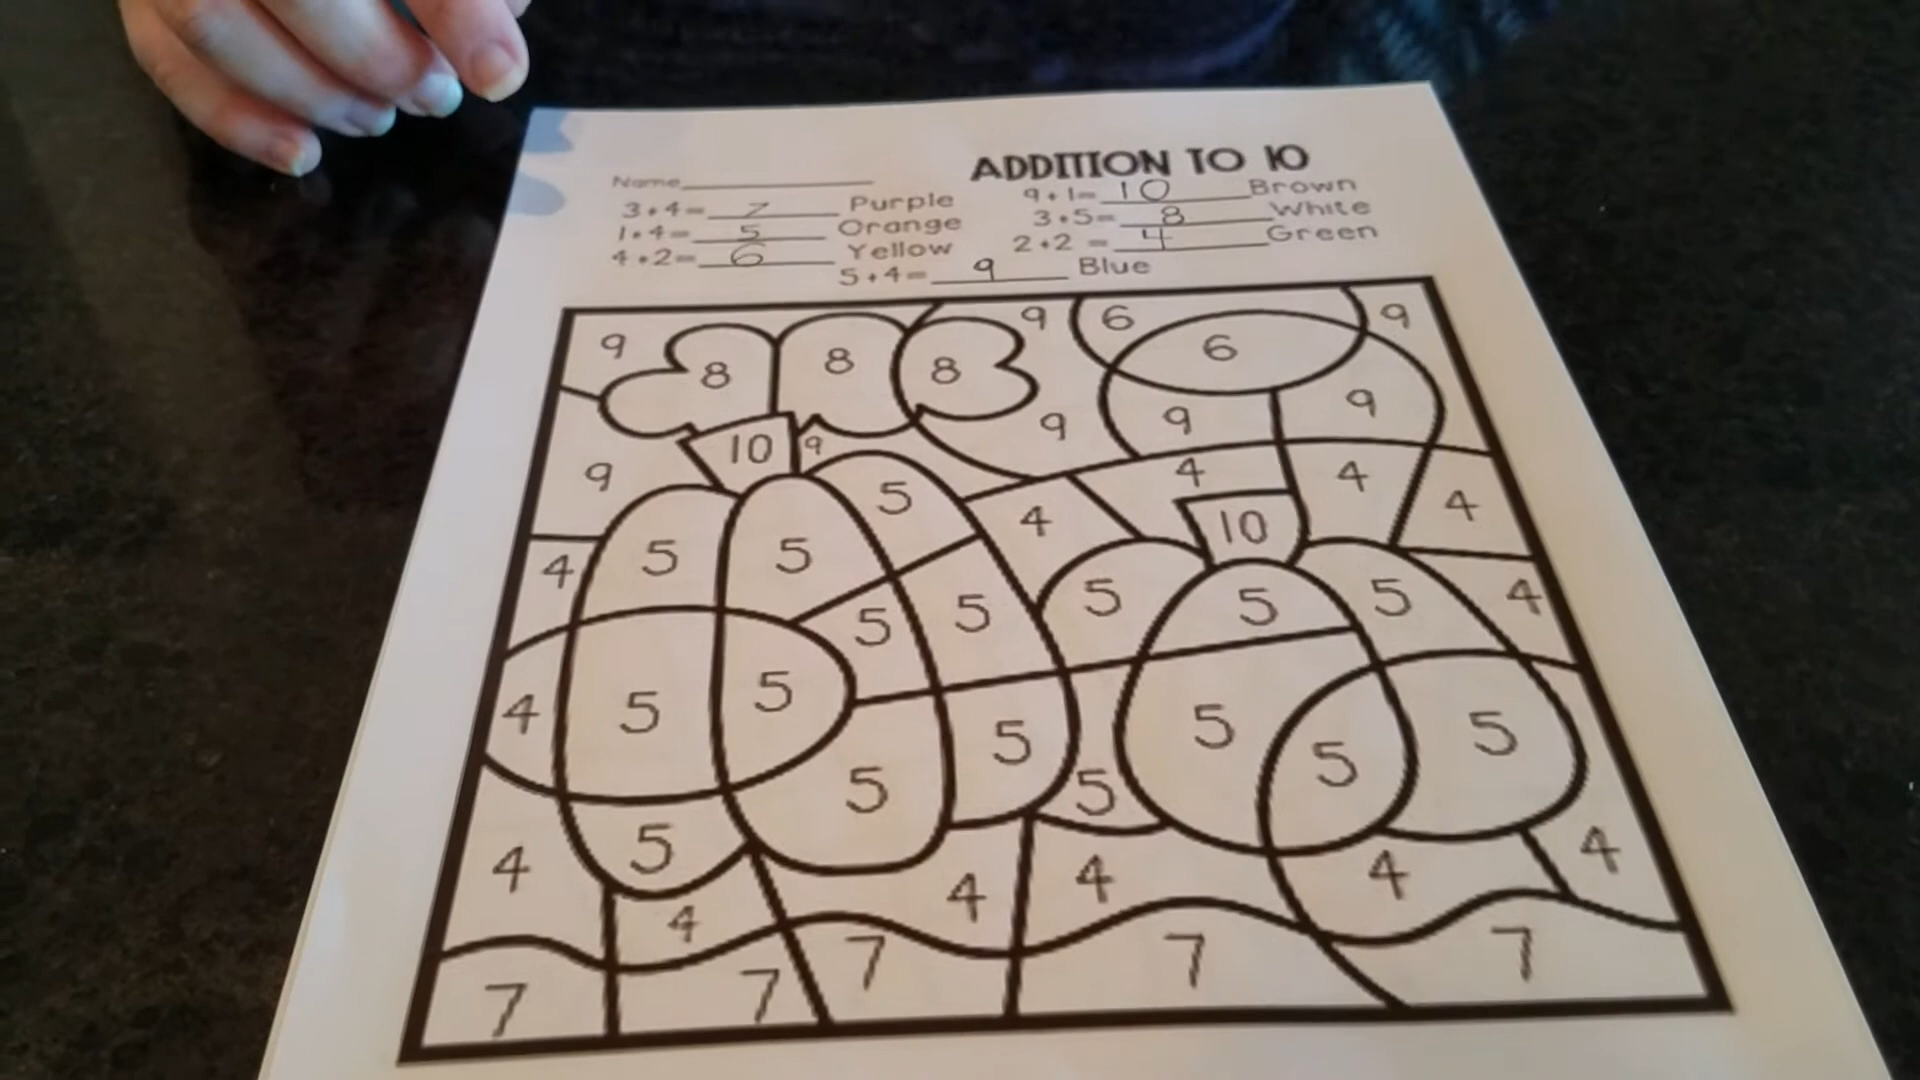 ADDITION TO 10
Name
3+4= 7 Purple
9+1= 10 Brown
1+4= 5 Orange
3+5= 8 White
4+2= 6 Yellow
2+2 = 4 Green
5+4= 9 Blue
9 9 6 9
8 8 8 6
9 9 9
10 9
9 5 4 4 4
4 10
4 5 5 5 5 5 4
5 5
4 5 5 5 5 5 5
5 5
4 5 4 4 4 4
4
7 7 7 7 7